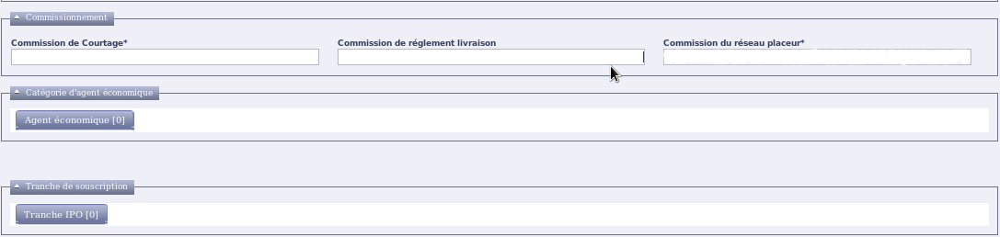 Commissionnement
Commission de Courtage* Commission de réglement livraison Commission du réseau placeur*
Catégorie d'agent économique
Agent économique [0]
Tranche de souscription
Tranche IPO [0]